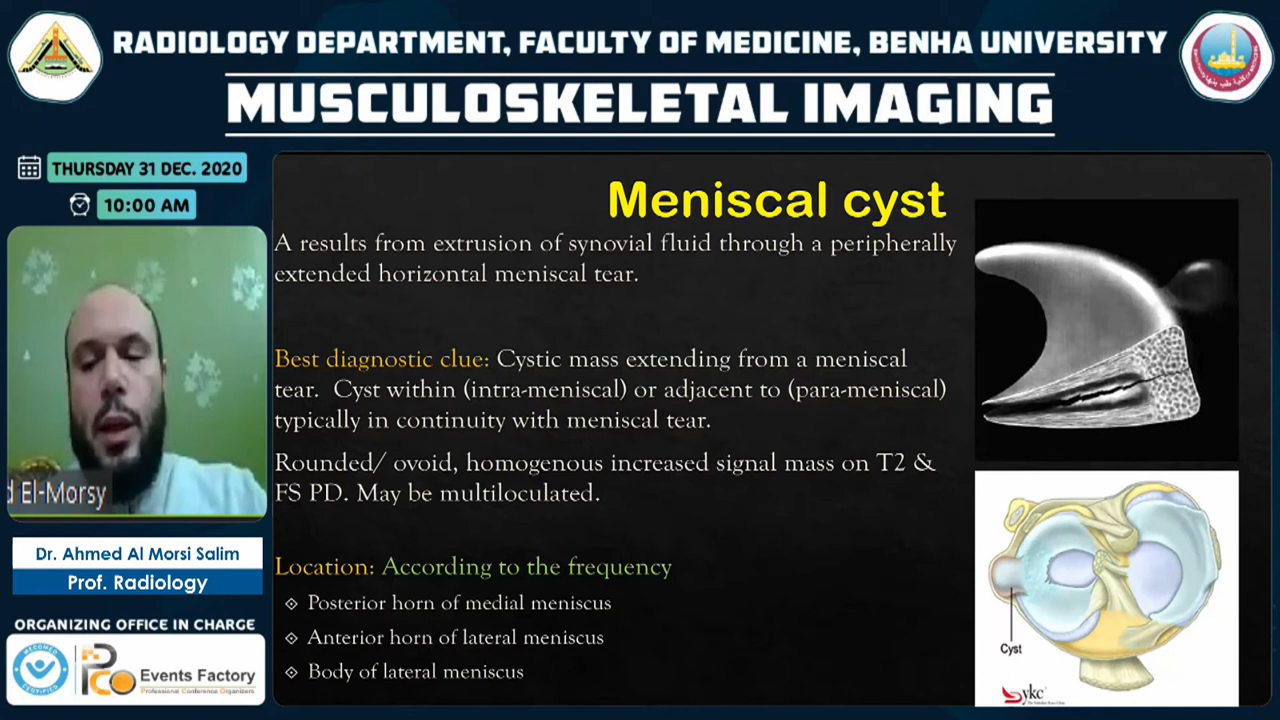 RADIOLOGY DEPARTMENT, FACULTY OF MEDICINE, BENHA UNIVERSITY
MUSCULOSKELETAL IMAGING
THURSDAY 31 DEC. 2020
10:00 AM
d El-Morsy
Dr. Ahmed Al Morsi Salim
Prof. Radiology
ORGANIZING OFFICE IN CHARGE
MECOMED
CERTIFIED
PCO
Events Factory
Professional Conference Organizers
Meniscal cyst
A results from extrusion of synovial fluid through a peripherally
extended horizontal meniscal tear.
Best diagnostic clue: Cystic mass extending from a meniscal
tear.  Cyst within (intra-meniscal) or adjacent to (para-meniscal)
typically in continuity with meniscal tear.
Rounded/ ovoid, homogenous increased signal mass on T2 &
FS PD. May be multiloculated.
Location: According to the frequency
Posterior horn of medial meniscus
Anterior horn of lateral meniscus
Body of lateral meniscus
Cyst
ykc